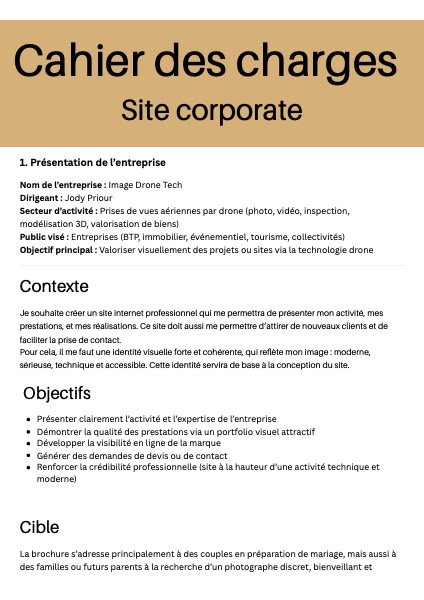 Cahier des charges
Site corporate
1. Présentation de l’entreprise
Nom de l’entreprise : Image Drone Tech
Dirigeant : Jody Priour
Secteur d’activité : Prises de vues aériennes par drone (photo, vidéo, inspection,
modélisation 3D, valorisation de biens)
Public visé : Entreprises (BTP, immobilier, événementiel, tourisme, collectivités)
Objectif principal : Valoriser visuellement des projets ou sites via la technologie drone
Contexte
Je souhaite créer un site internet professionnel qui me permettra de présenter mon activité, mes
prestations, et mes réalisations. Ce site doit aussi me permettre d’attirer de nouveaux clients et de
faciliter la prise de contact.
Pour cela, il me faut une identité visuelle forte et cohérente, qui reflète mon image : moderne,
sérieuse, technique et accessible. Cette identité servira de base à la conception du site.
Objectifs
• Présenter clairement l’activité et l’expertise de l’entreprise
• Démontrer la qualité des prestations via un portfolio visuel attractif
• Développer la visibilité en ligne de la marque
• Générer des demandes de devis ou de contact
• Renforcer la crédibilité professionnelle (site à la hauteur d’une activité technique et
moderne)
Cible
La brochure s’adresse principalement à des couples en préparation de mariage, mais aussi à
des familles ou futurs parents à la recherche d’un photographe discret, bienveillant et